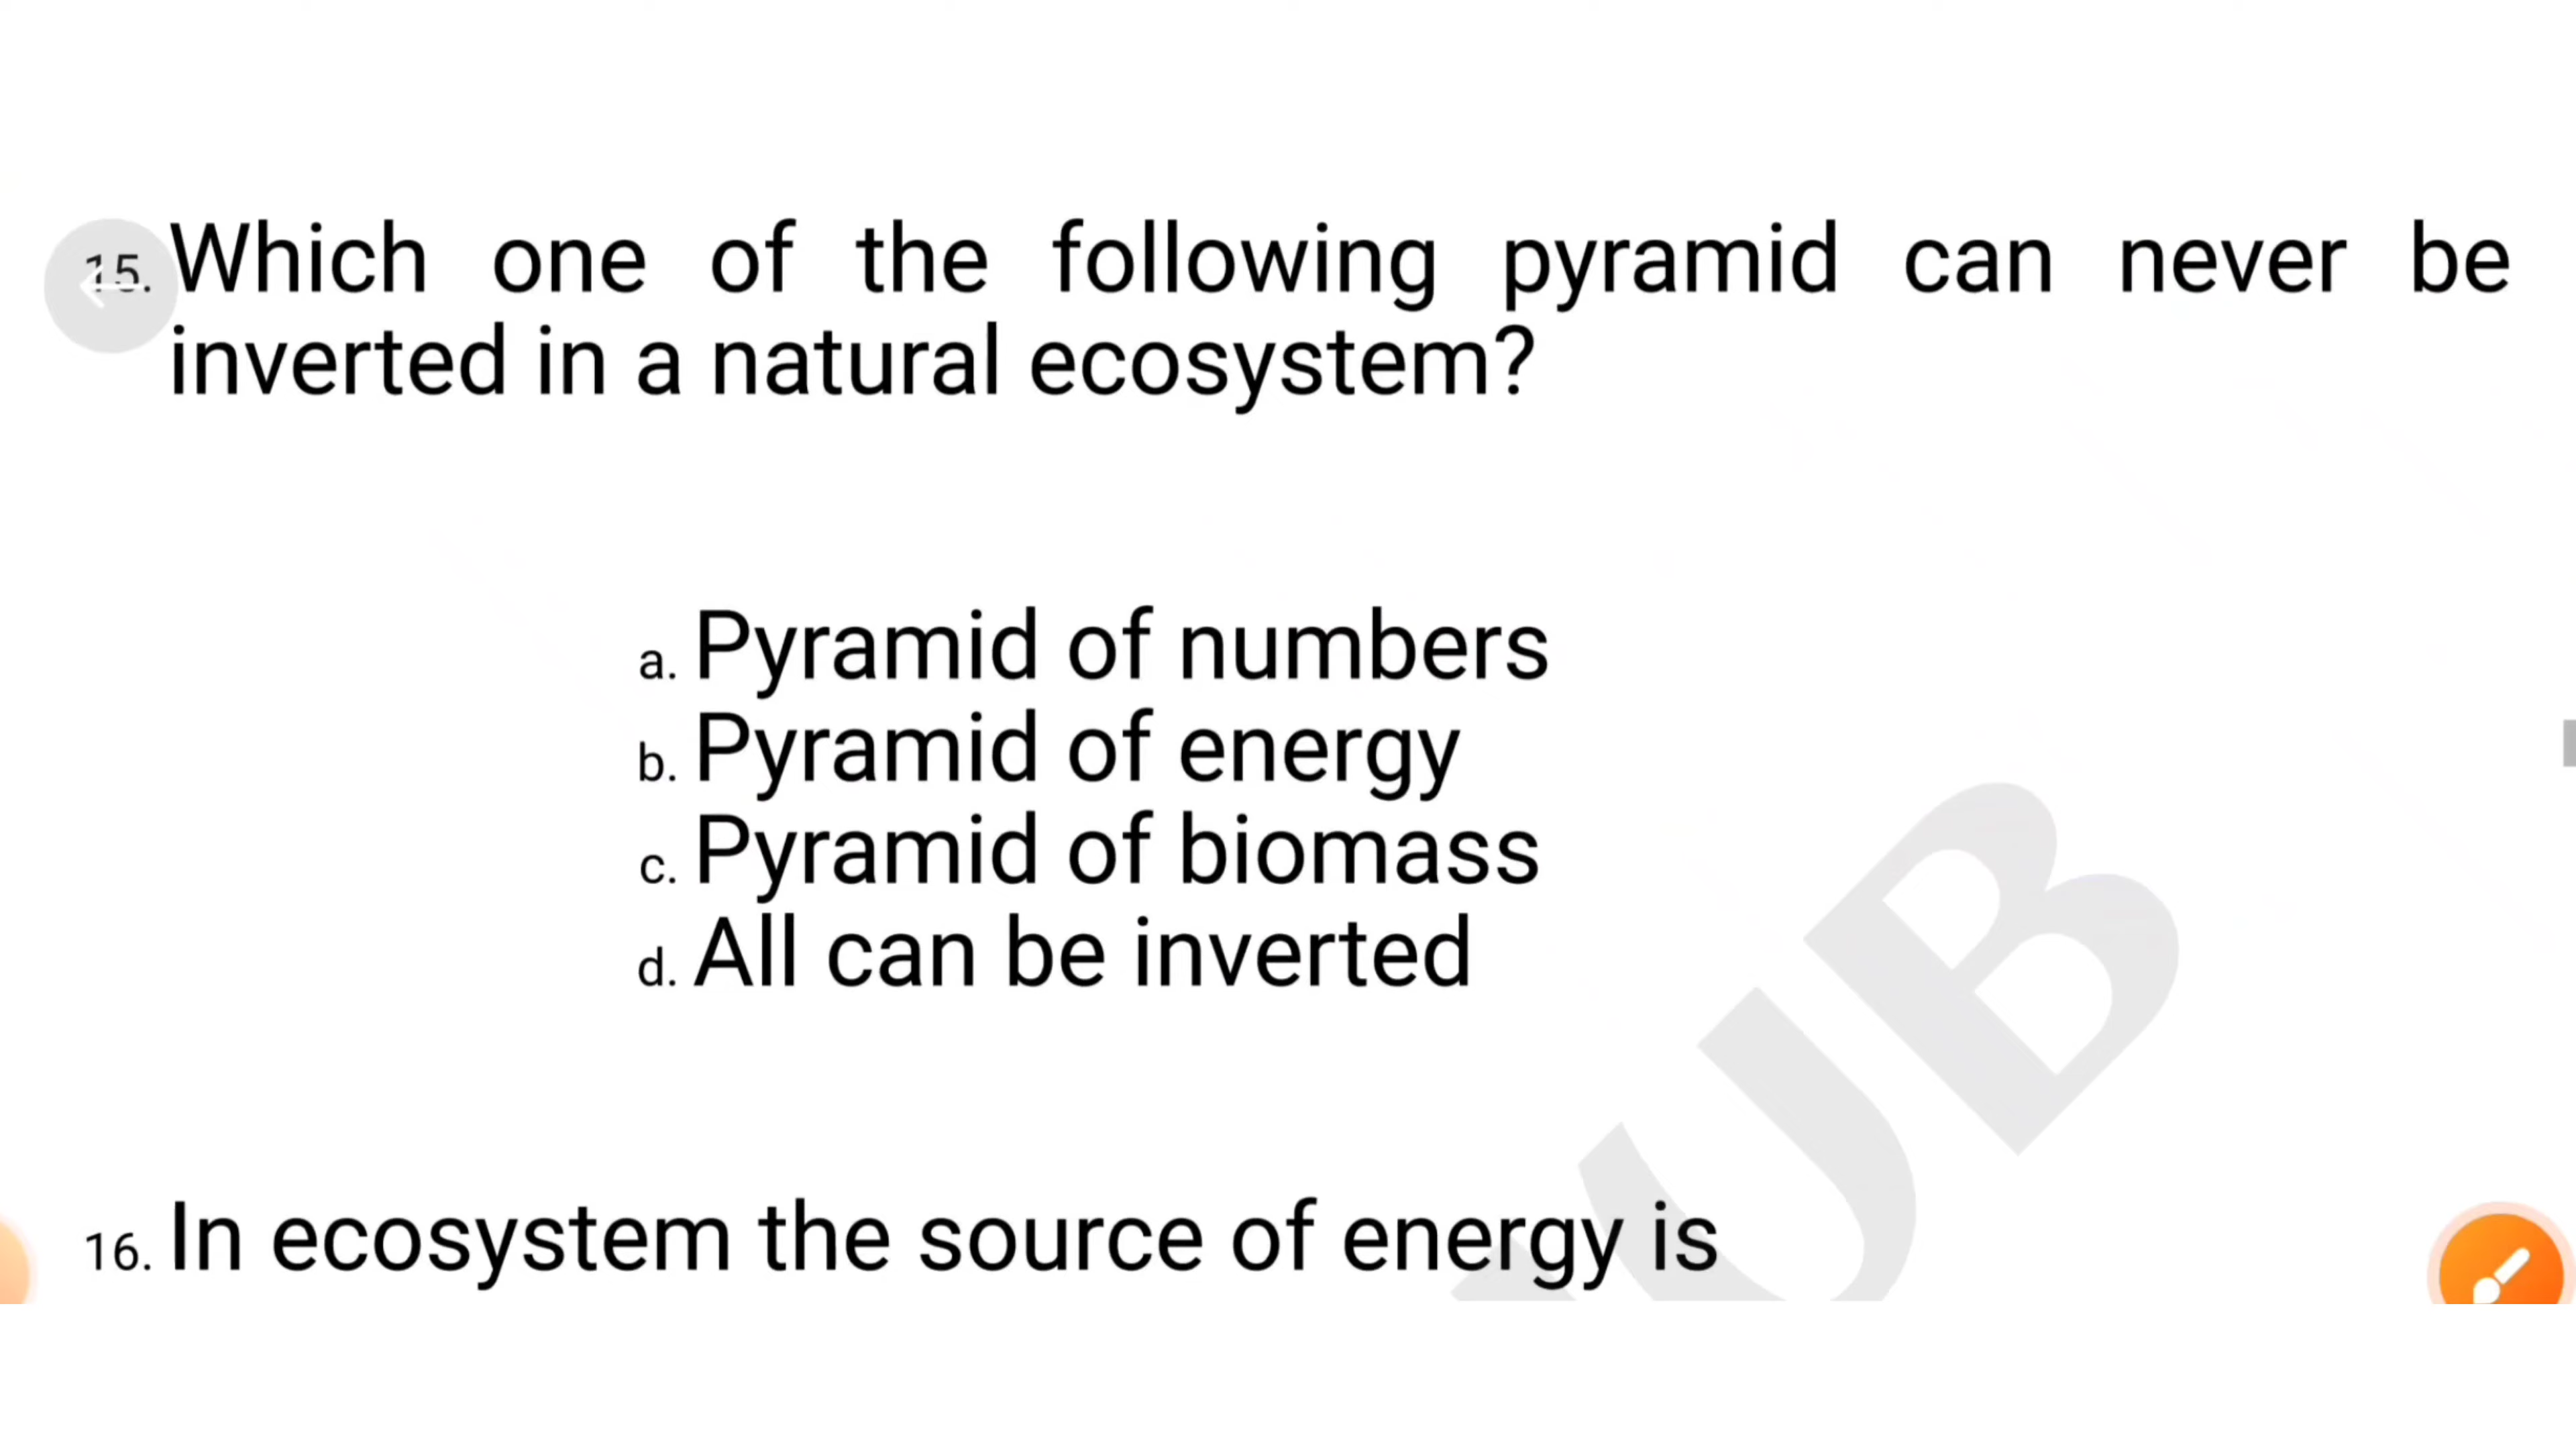 15. Which one of the following pyramid can never be
inverted in a natural ecosystem?
a. Pyramid of numbers
b. Pyramid of energy
c. Pyramid of biomass
d. All can be inverted
16. In ecosystem the source of energy is
UB